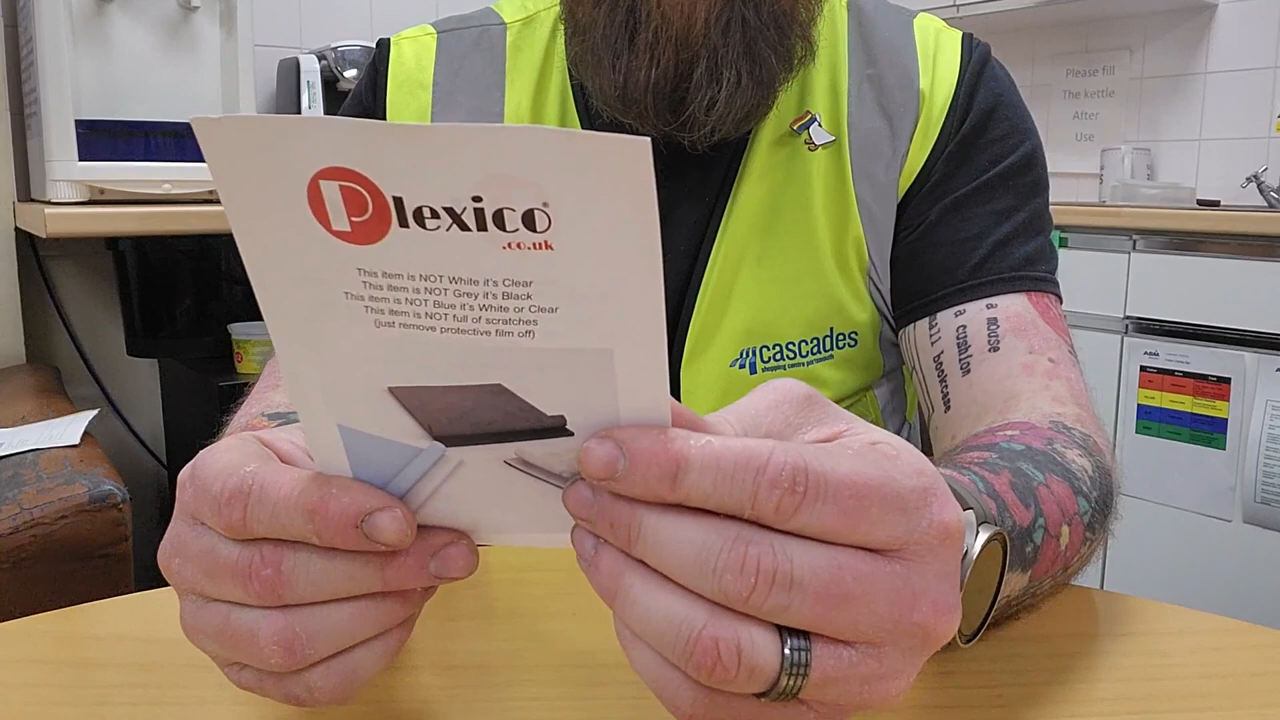 Plexico
.co.uk
This item is NOT White it's Clear
This item is NOT Grey it's Black
This item is NOT Blue it's White or Clear
This item is NOT full of scratches
(just remove protective film off)
Please fill
The kettle
After
Use
cascades
shopping centre portsmouth
a mouse
a cushion
bookcase